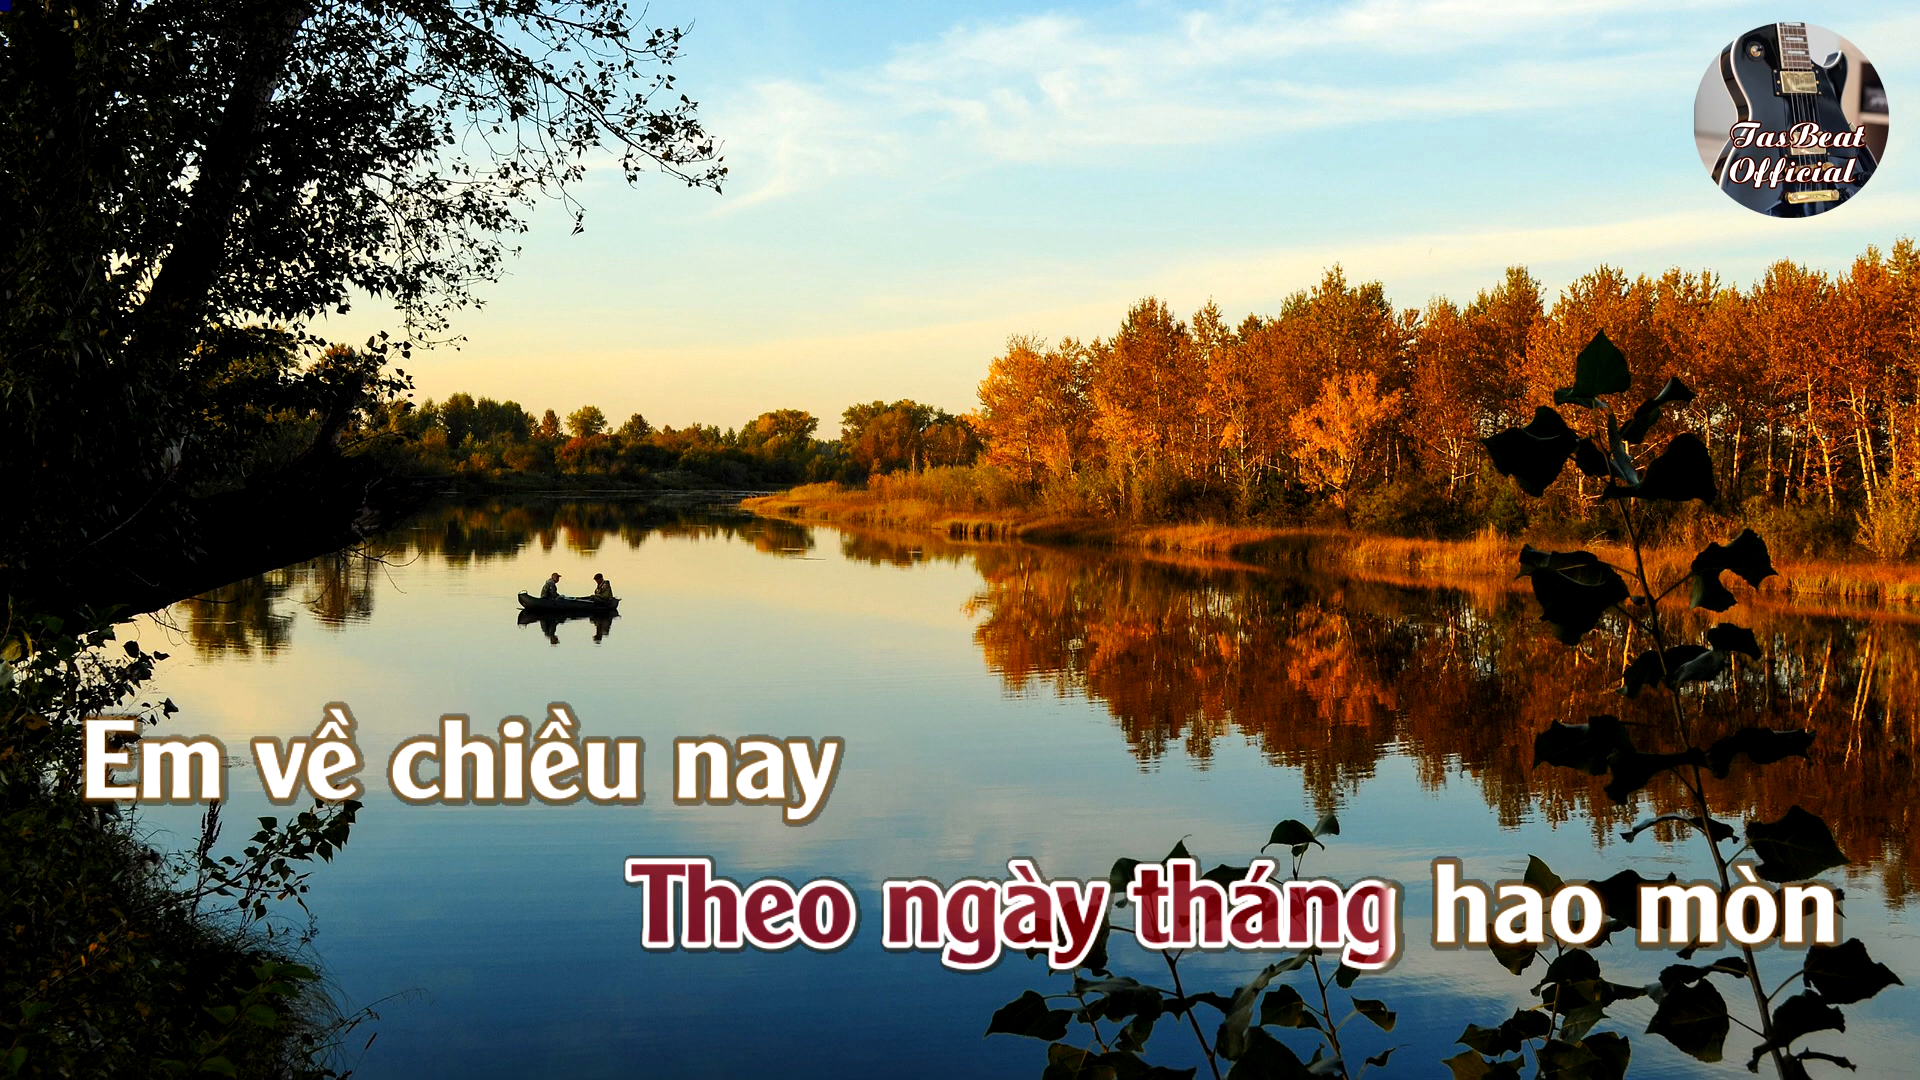 TasBeat
Official
Em về chiều nay
Theo ngày tháng hao mòn